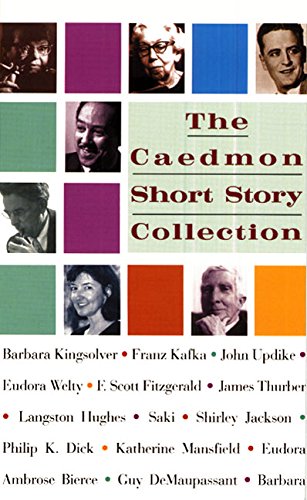 The
Caedmon
Short Story
Collection
Barbara Kingsolver • Franz Kafka • John Updike •
Eudora Welty • F. Scott Fitzgerald • James Thurber
• Langston Hughes • Saki • Shirley Jackson •
Philip K. Dick • Katherine Mansfield • Eudora
Ambrose Bierce • Guy DeMaupassant • Barbara